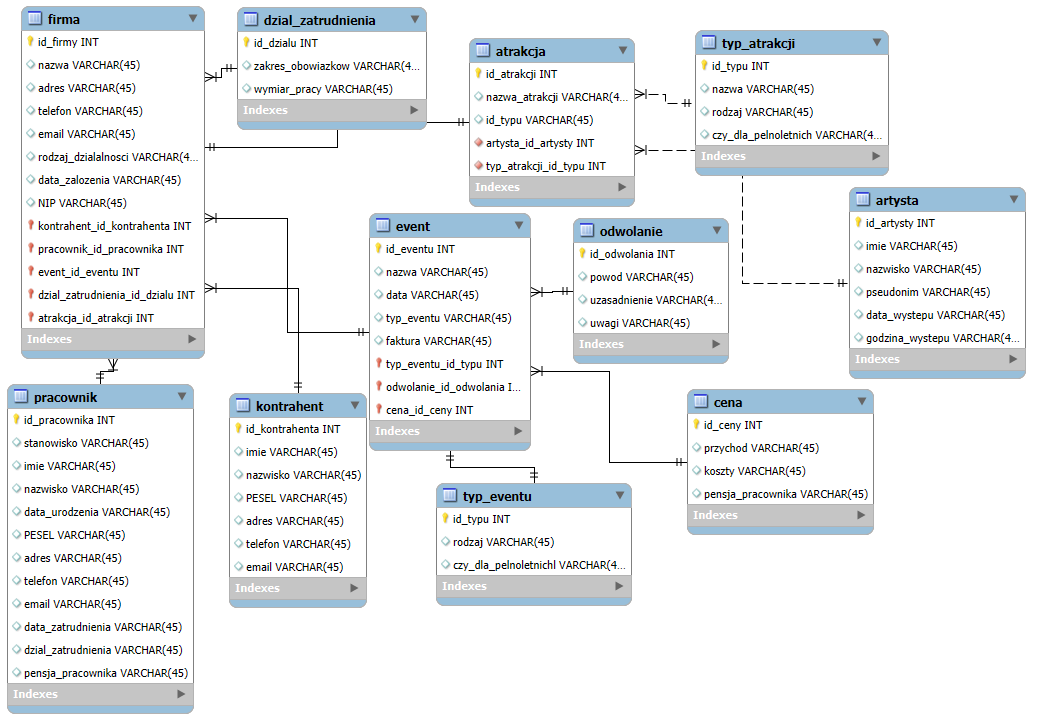 firma
id_firmy INT
nazwa VARCHAR(45)
adres VARCHAR(45)
telefon VARCHAR(45)
email VARCHAR(45)
rodzaj_dzialalnosci VARCHAR(4...
data_zalozenia VARCHAR(45)
NIP VARCHAR(45)
kontrahent_id_kontrahenta INT
pracownik_id_pracownika INT
event_id_eventu INT
dzial_zatrudnienia_id_dzialu INT
atrakcja_id_atrakcji INT
Indexes
dzial_zatrudnienia
id_dzialu INT
zakres_obowiazkow VARCHAR(4...
wymiar_pracy VARCHAR(45)
Indexes
atrakcja
id_atrakcji INT
nazwa_atrakcji VARCHAR(4...
id_typu VARCHAR(45)
artysta_id_artysty INT
typ_atrakcji_id_typu INT
Indexes
typ_atrakcji
id_typu INT
nazwa VARCHAR(45)
rodzaj VARCHAR(45)
czy_dla_pelnoletnich VARCHAR(4...
Indexes
artysta
id_artysty INT
imie VARCHAR(45)
nazwisko VARCHAR(45)
pseudonim VARCHAR(45)
data_wystepu VARCHAR(45)
godzina_wystepu VARCHAR(4...
Indexes
event
id_eventu INT
nazwa VARCHAR(45)
data VARCHAR(45)
typ_eventu VARCHAR(45)
faktura VARCHAR(45)
typ_eventu_id_typu INT
odwolanie_id_odwolania I...
cena_id_ceny INT
Indexes
odwolanie
id_odwolania INT
powod VARCHAR(45)
uzasadnienie VARCHAR(4...
uwagi VARCHAR(45)
Indexes
pracownik
id_pracownika INT
stanowisko VARCHAR(45)
imie VARCHAR(45)
nazwisko VARCHAR(45)
data_urodzenia VARCHAR(45)
PESEL VARCHAR(45)
adres VARCHAR(45)
telefon VARCHAR(45)
email VARCHAR(45)
data_zatrudnienia VARCHAR(45)
dzial_zatrudnienia VARCHAR(45)
pensja_pracownika VARCHAR(45)
Indexes
kontrahent
id_kontrahenta INT
imie VARCHAR(45)
nazwisko VARCHAR(45)
PESEL VARCHAR(45)
adres VARCHAR(45)
telefon VARCHAR(45)
email VARCHAR(45)
Indexes
typ_eventu
id_typu INT
rodzaj VARCHAR(45)
czy_dla_pelnoletnichl VARCHAR(4...
Indexes
cena
id_ceny INT
przychod VARCHAR(45)
koszty VARCHAR(45)
pensja_pracownika VARCHAR(45)
Indexes